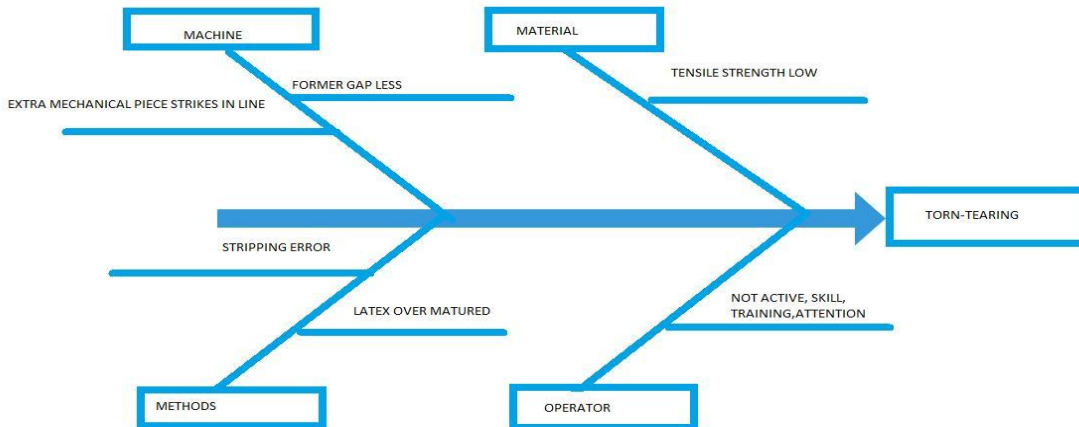 MACHINE
MATERIAL
FORMER GAP LESS
TENSILE STRENGTH LOW
EXTRA MECHANICAL PIECE STRIKES IN LINE
TORN-TEARING
STRIPPING ERROR
LATEX OVER MATURED
NOT ACTIVE, SKILL,
TRAINING,ATTENTION
METHODS
OPERATOR